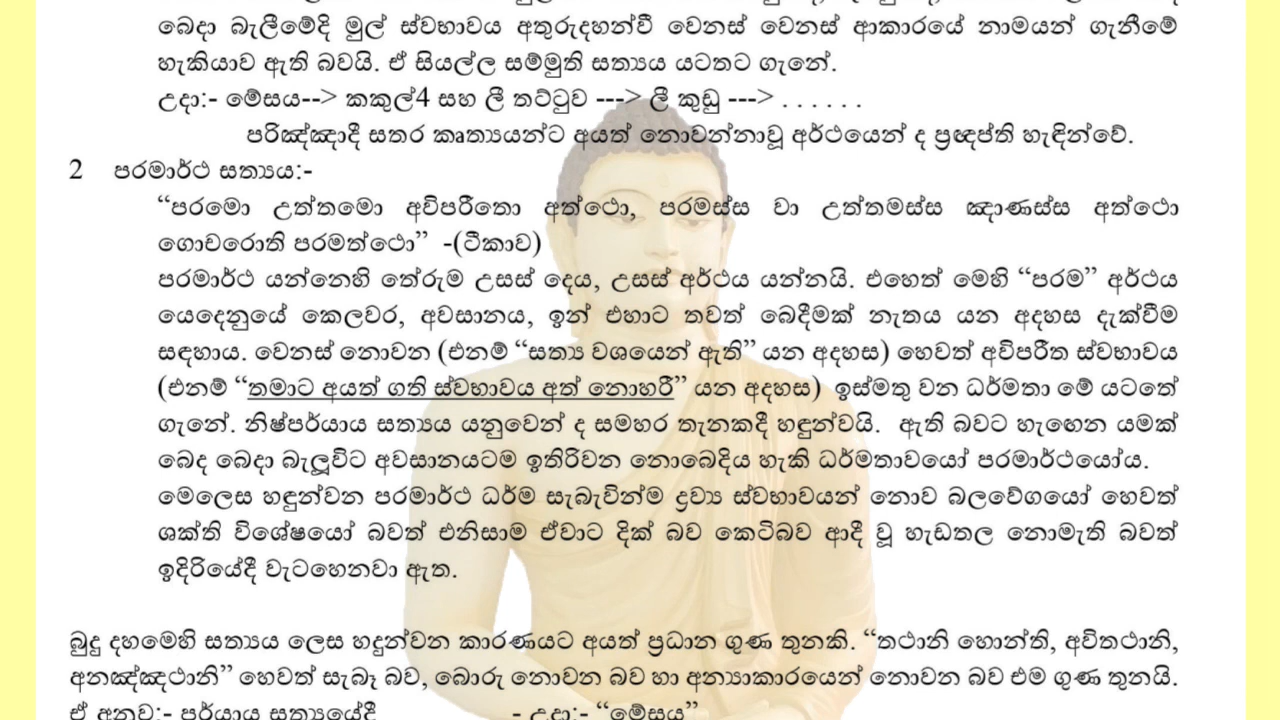 බෙදා බැලීමේදි මුල් ස්වභාවය අතුරුදහන්වී වෙනස් වෙනස් ආකාරයේ නාමයන් ගැනීමේ
හැකියාව ඇති බවයි. ඒ සියල්ල සම්මුති සත්‍යය යටතට ගැනේ.
උදා:- මේසය--> කකුල්4 සහ ලී තට්ටුව ---> ලී කුඩු ---> . . . . . .
පරිඤ්ඤාදී සතර කෘත්‍යයන්ට අයත් නොවන්නාවූ අර්ථයෙන් ද ප්‍රඥප්ති හැඳින්වේ.
2 පරමාර්ථ සත්‍යය:-
“පරමො උත්තමො අවිපරීතො අත්ථො, පරමස්ස වා උත්තමස්ස ඤාණස්ස අත්ථො
ගොචරොති පරමත්ථො” -(ටීකාව)
පරමාර්ථ යන්නෙහි තේරුම උසස් දෙය, උසස් අර්ථය යන්නයි. එහෙත් මෙහි “පරම” අර්ථය
යෙදෙනුයේ කෙලවර, අවසානය, ඉන් එහාට තවත් බෙදීමක් නැතය යන අදහස දැක්වීම
සඳහාය. වෙනස් නොවන (එනම් “සත්‍ය වශයෙන් ඇති” යන අදහස) හෙවත් අවිපරීත ස්වභාවය
(එනම් “තමාට අයත් ගති ස්වභාවය අත් නොහරී” යන අදහස) ඉස්මතු වන ධර්මතා මේ යටතේ
ගැනේ. නිෂ්පර්යාය සත්‍යය යනුවෙන් ද සමහර තැනකදී හඳුන්වයි. ඇති බවට හැඟෙන යමක්
බෙද බෙදා බැලූවිට අවසානයටම ඉතිරිවන නොබෙදිය හැකි ධර්මතාවයෝ පරමාර්ථයෝය.
මෙලෙස හඳුන්වන පරමාර්ථ ධර්ම සැබැවින්ම ද්‍රව්‍ය ස්වභාවයන් නොව බලවේගයෝ හෙවත්
ශක්ති විශේෂයෝ බවත් එනිසාම ඒවාට දික් බව කෙටිබව ආදී වූ හැඩතල නොමැති බවත්
ඉදිරියේදී වැටහෙනවා ඇත.
බුදු දහමෙහි සත්‍යය ලෙස හදුන්වන කාරණයට අයත් ප්‍රධාන ගුණ තුනකි. “තථානි හොන්ති, අවිතථානි,
අනඤ්ඤථානි” හෙවත් සැබෑ බව, බොරු නොවන බව හා අන්‍යාකාරයෙන් නොවන බව එම ගුණ තුනයි.
ඒ අනුව:- පර්යාය සත්‍යයේදී - උදා:- “මේසය”